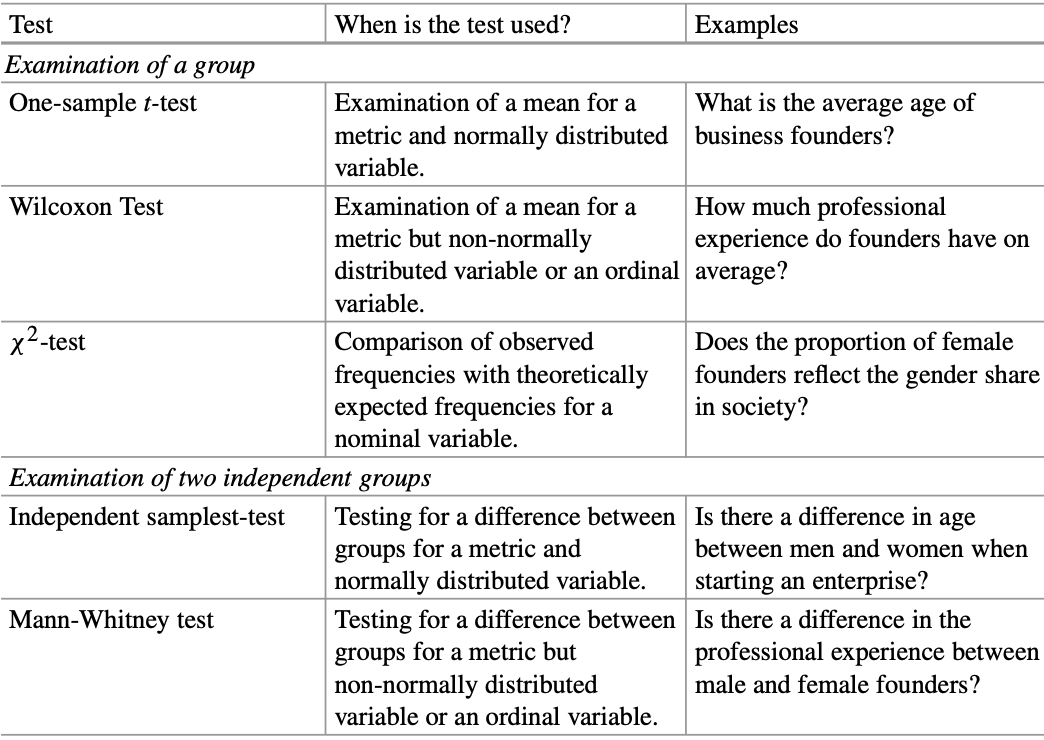 Test When is the test used? Examples
Examination of a group
One-sample t-test Examination of a mean for a What is the average age of
metric and normally distributed business founders?
variable.
Wilcoxon Test Examination of a mean for a How much professional
metric but non-normally experience do founders have on
distributed variable or an ordinal average?
variable.
χ²-test Comparison of observed Does the proportion of female
frequencies with theoretically founders reflect the gender share
expected frequencies for a in society?
nominal variable.
Examination of two independent groups
Independent samplest-test Testing for a difference between Is there a difference in age
groups for a metric and between men and women when
normally distributed variable. starting an enterprise?
Mann-Whitney test Testing for a difference between Is there a difference in the
groups for a metric but professional experience between
non-normally distributed male and female founders?
variable or an ordinal variable.